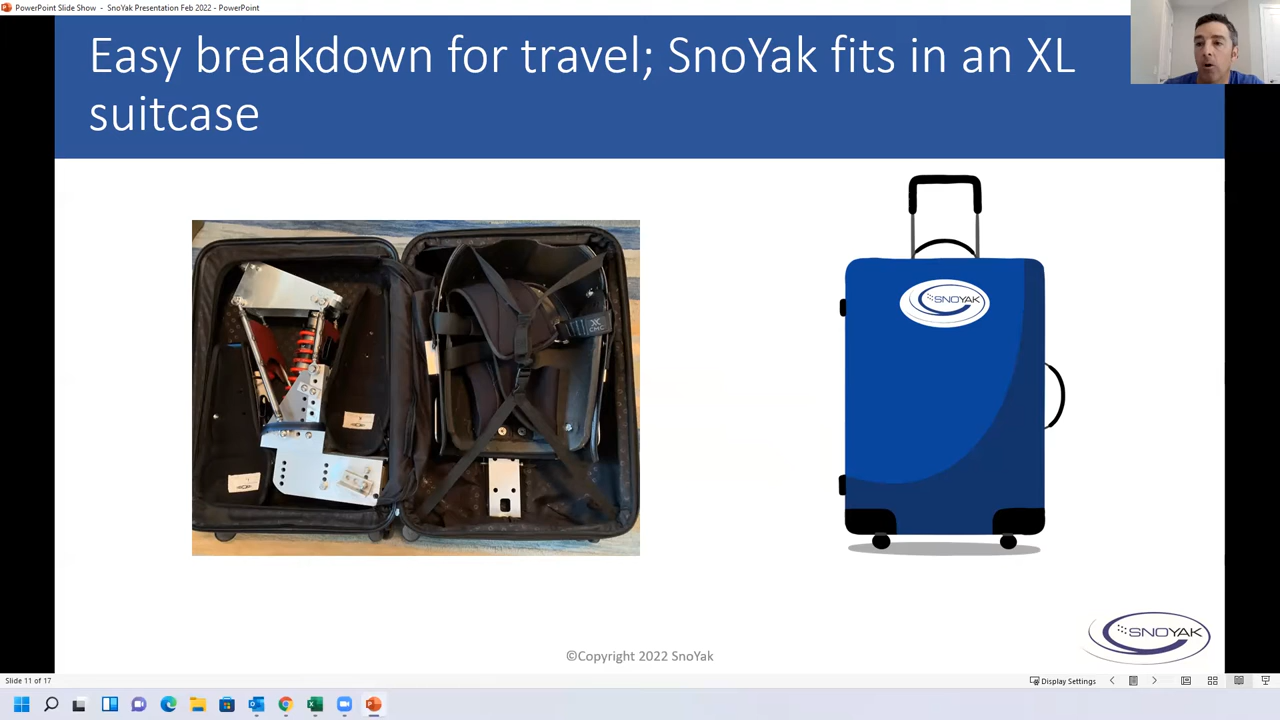 PowerPoint Slide Show - SnoYak Presentation Feb 2022 - PowerPoint
Easy breakdown for travel; SnoYak fits in an XL
suitcase
SNOYAK
CMC
SNOYAK
©Copyright 2022 SnoYak
Slide 11 of 17
Display Settings